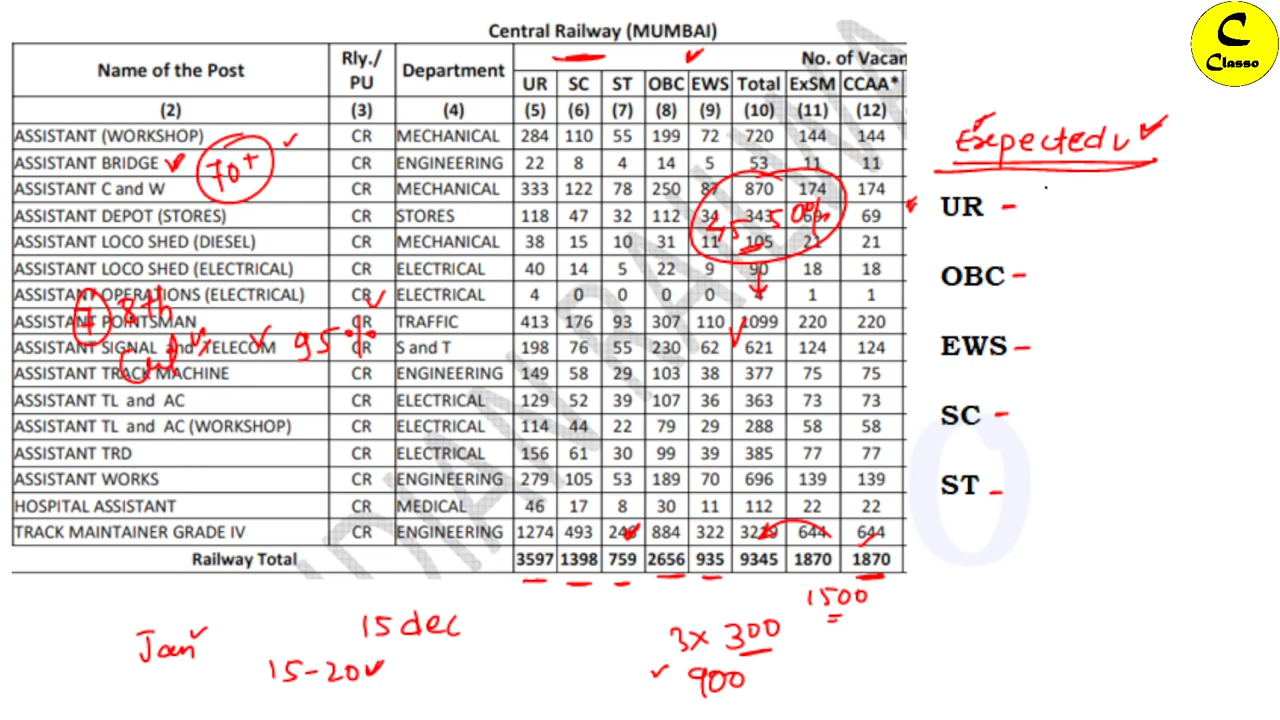 Central Railway (MUMBAI)
Name of the Post Rly./ PU Department No. of Vacan
UR SC ST OBC EWS Total ExSM CCAA*
(2) (3) (4) (5) (6) (7) (8) (9) (10) (11) (12)
ASSISTANT (WORKSHOP) CR MECHANICAL 284 110 55 199 72 720 144 144
ASSISTANT BRIDGE CR ENGINEERING 22 8 4 14 5 53 11 11
70+
ASSISTANT C and W CR MECHANICAL 333 122 78 250 87 870 174 174
ASSISTANT DEPOT (STORES) CR STORES 118 47 32 112 34 343 69 69
45 50%
ASSISTANT LOCO SHED (DIESEL) CR MECHANICAL 38 15 10 31 11 105 21 21
ASSISTANT LOCO SHED (ELECTRICAL) CR ELECTRICAL 40 14 5 22 9 90 18 18
ASSISTANT OPERATIONS (ELECTRICAL) CR ELECTRICAL 4 0 0 0 0 4 1 1
7 8th
ASSISTANT POINTSMAN CR TRAFFIC 413 176 93 307 110 1099 220 220
95%
ASSISTANT SIGNAL and TELECOM CR S and T 198 76 55 230 62 621 124 124
ASSISTANT TRACK MACHINE CR ENGINEERING 149 58 29 103 38 377 75 75
ASSISTANT TL and AC CR ELECTRICAL 129 52 39 107 36 363 73 73
ASSISTANT TL and AC (WORKSHOP) CR ELECTRICAL 114 44 22 79 29 288 58 58
ASSISTANT TRD CR ELECTRICAL 156 61 30 99 39 385 77 77
ASSISTANT WORKS CR ENGINEERING 279 105 53 189 70 696 139 139
HOSPITAL ASSISTANT CR MEDICAL 46 17 8 30 11 112 22 22
TRACK MAINTAINER GRADE IV CR ENGINEERING 1274 493 884 322 644 644
Railway Total 3597 1398 759 2656 935 9345 1870 1870
1500
15 dec
Jan
3 x 300
15-20
900
C
Classo
Expected
UR -
OBC -
EWS -
SC -
ST -